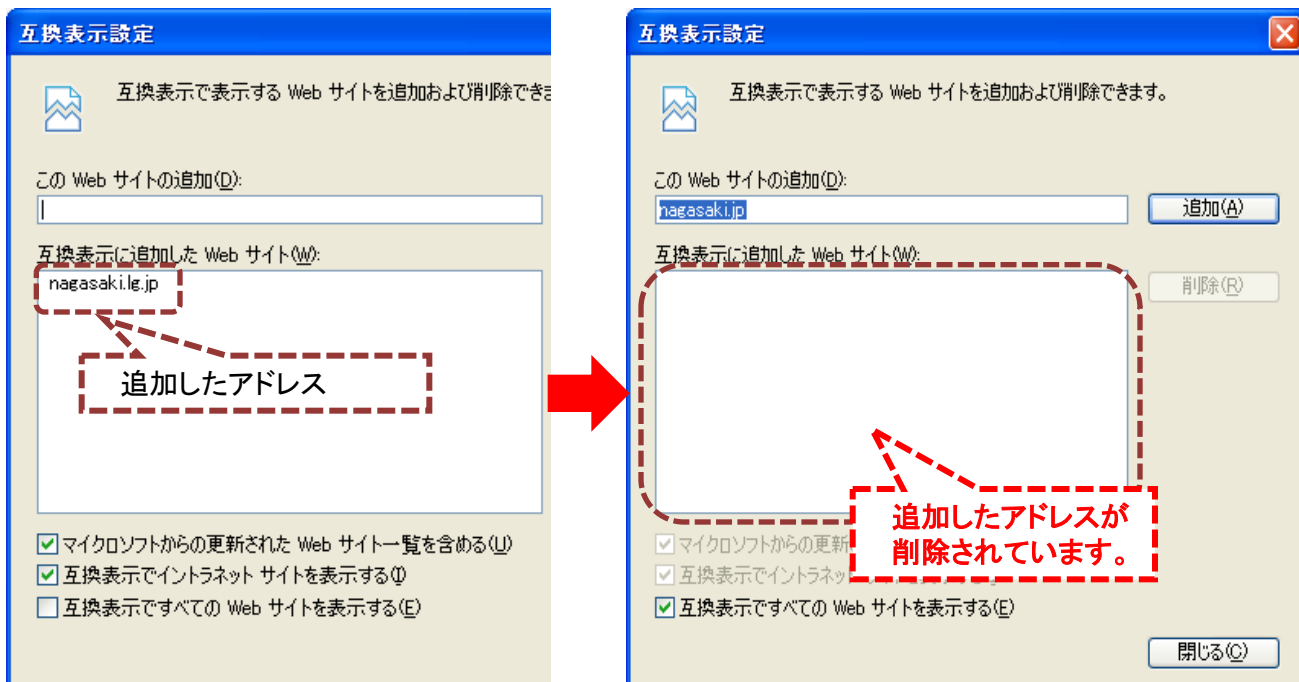 互換表示設定
互換表示で表示する Web サイトを追加および削除でき
この Web サイトの追加(D):
互換表示に追加した Web サイト(W):
nagasaki.lg.jp
追加したアドレス
マイクロソフトからの更新された Web サイト一覧を含める(U)
互換表示でイントラネット サイトを表示する(I)
互換表示ですべての Web サイトを表示する(E)
互換表示設定
互換表示で表示する Web サイトを追加および削除できます。
この Web サイトの追加(D):
nagasaki.jp
追加(A)
互換表示に追加した Web サイト(W):
削除(R)
追加したアドレスが
削除されています。
マイクロソフトからの更新
互換表示でイントラネッ
互換表示ですべての Web サイトを表示する(E)
閉じる(C)